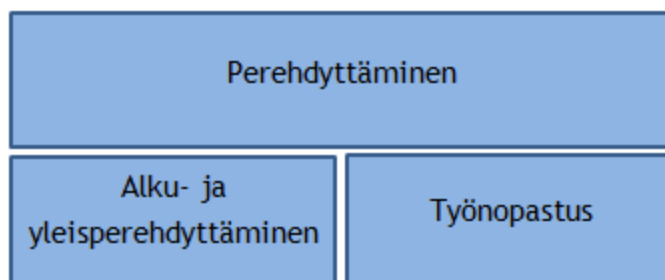 Perehdyttäminen
Alku- ja
yleisperehdyttäminen
Työnopastus